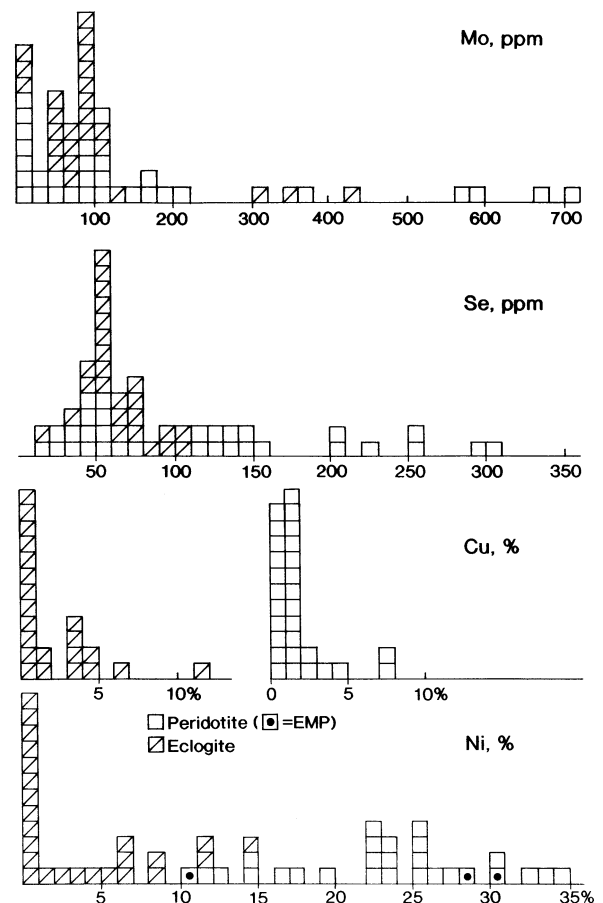 Mo, ppm
100 200 300 400 500 600 700
Se, ppm
50 100 150 200 250 300 350
Cu, %
5 10% 0 5 10%
Peridotite ( =EMP)
Eclogite
Ni, %
5 10 15 20 25 30 35%